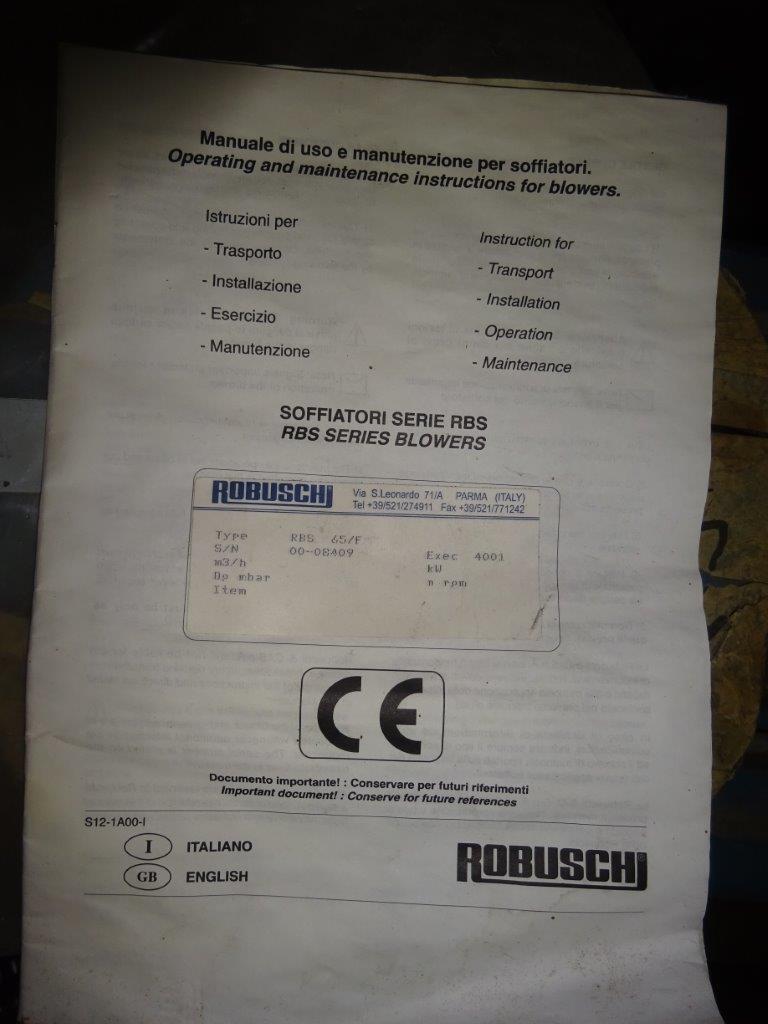 Manuale di uso e manutenzione per soffiatori.
Operating and maintenance instructions for blowers.
Istruzioni per
- Trasporto
- Installazione
- Esercizio
- Manutenzione
Instruction for
- Transport
- Installation
- Operation
- Maintenance
SOFFIATORI SERIE RBS
RBS SERIES BLOWERS
ROBUSCHI
Via S.Leonardo 71/A PARMA (ITALY)
Tel +39/521/274911 Fax +39/521/771242
Type RBS 65/F
S/N 00-08A09
m3/h
Dp mbar
Item
Exec 4001
kW
n rpm
CE
Documento importante! : Conservare per futuri riferimenti
Important document! : Conserve for future references
S12-1A00-I
I ITALIANO
GB ENGLISH
ROBUSCHI